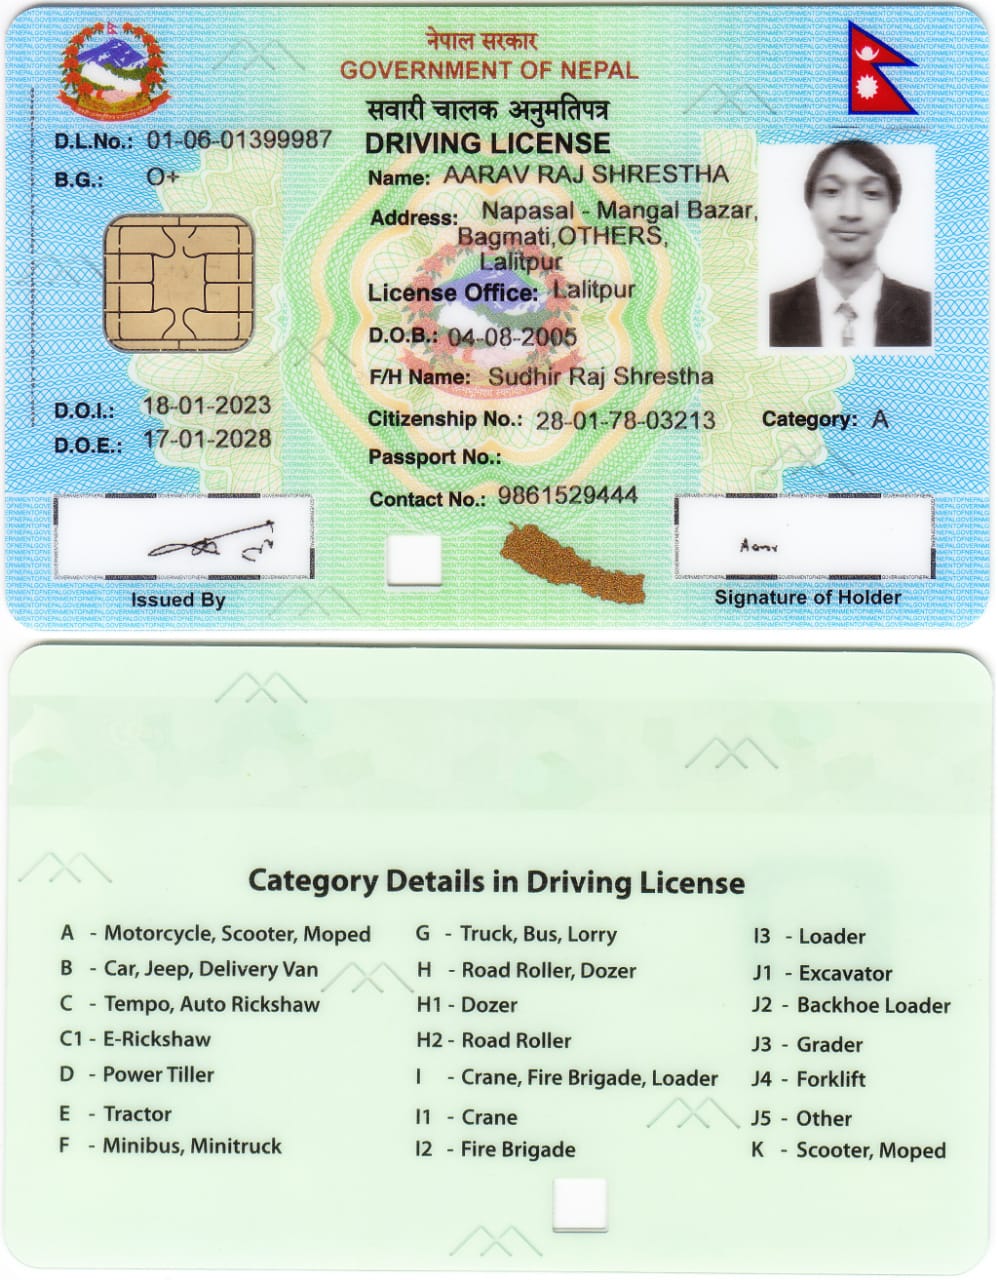 नेपाल सरकार
GOVERNMENT OF NEPAL
सवारी चालक अनुमतिपत्र
DRIVING LICENSE
D.L.No.: 01-06-01399987
B.G.: O+
Name: AARAV RAJ SHRESTHA
Address: Napasal - Mangal Bazar,
Bagmati,OTHERS,
Lalitpur
License Office: Lalitpur
D.O.B.: 04-08-2005
F/H Name: Sudhir Raj Shrestha
D.O.I.: 18-01-2023
D.O.E.: 17-01-2028
Citizenship No.: 28-01-78-03213
Category: A
Passport No.:
Contact No.: 9861529444
Issued By
Signature of Holder
Category Details in Driving License
A - Motorcycle, Scooter, Moped
B - Car, Jeep, Delivery Van
C - Tempo, Auto Rickshaw
C1 - E-Rickshaw
D - Power Tiller
E - Tractor
F - Minibus, Minitruck
G - Truck, Bus, Lorry
H - Road Roller, Dozer
H1 - Dozer
H2 - Road Roller
I - Crane, Fire Brigade, Loader
I1 - Crane
I2 - Fire Brigade
I3 - Loader
J1 - Excavator
J2 - Backhoe Loader
J3 - Grader
J4 - Forklift
J5 - Other
K - Scooter, Moped